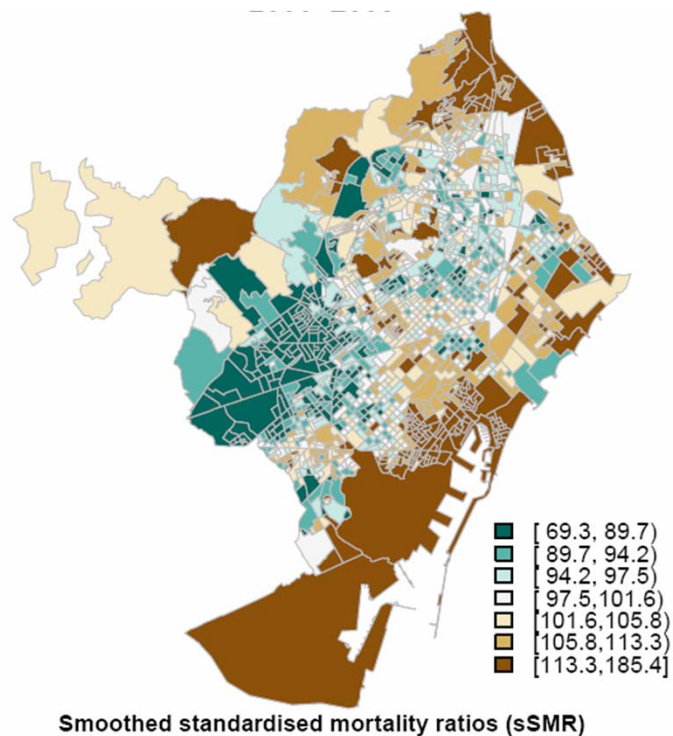 [ 69.3, 89.7)
[ 89.7, 94.2)
[ 94.2, 97.5)
[ 97.5,101.6)
[101.6,105.8)
[105.8,113.3)
[113.3,185.4]
Smoothed standardised mortality ratios (sSMR)